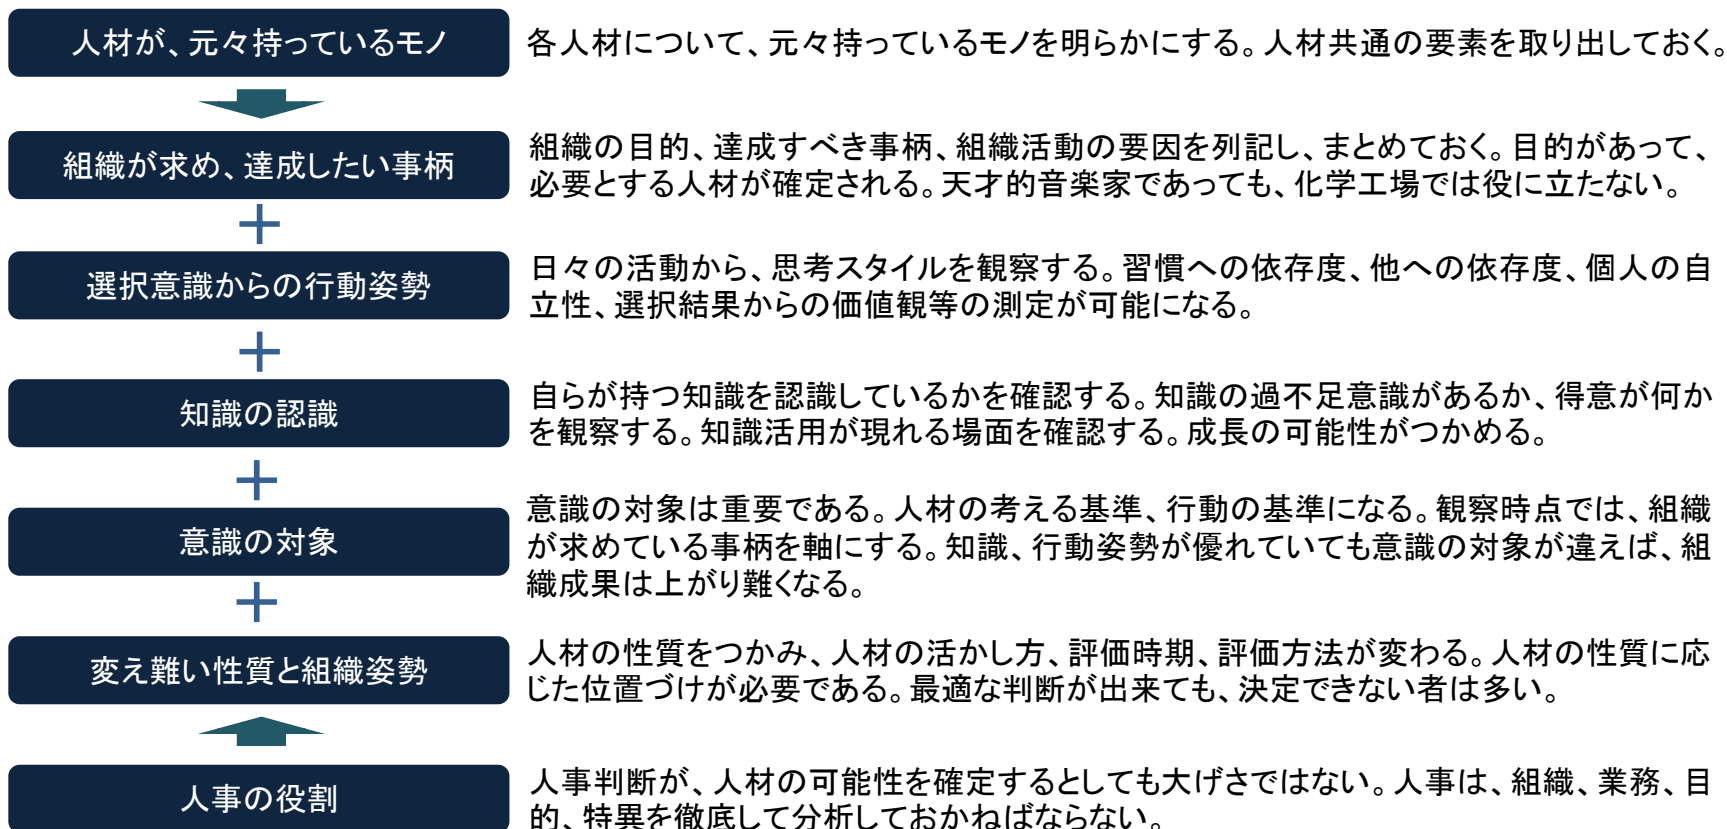 人材が、元々持っているモノ
各人材について、元々持っているモノを明らかにする。人材共通の要素を取り出しておく。
組織が求め、達成したい事柄
組織の目的、達成すべき事柄、組織活動の要因を列記し、まとめておく。目的があって、
必要とする人材が確定される。天才的音楽家であっても、化学工場では役に立たない。
選択意識からの行動姿勢
日々の活動から、思考スタイルを観察する。習慣への依存度、他への依存度、個人の自
立性、選択結果からの価値観等の測定が可能になる。
知識の認識
自らが持つ知識を認識しているかを確認する。知識の過不足意識があるか、得意が何か
を観察する。知識活用が現れる場面を確認する。成長の可能性がつかめる。
意識の対象
意識の対象は重要である。人材の考える基準、行動の基準になる。観察時点では、組織
が求めている事柄を軸にする。知識、行動姿勢が優れていても意識の対象が違えば、組
織成果は上がり難くなる。
変え難い性質と組織姿勢
人材の性質をつかみ、人材の活かし方、評価時期、評価方法が変わる。人材の性質に応
じた位置づけが必要である。最適な判断が出来ても、決定できない者は多い。
人事の役割
人事判断が、人材の可能性を確定するとしても大げさではない。人事は、組織、業務、目
的、特異を徹底して分析しておかねばならない。